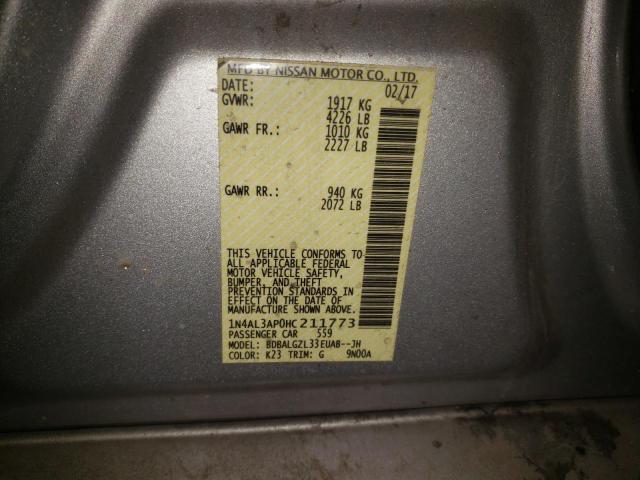 MFD BY NISSAN MOTOR CO., LTD.
DATE: 02/17
GVWR: 1917 KG
4226 LB
GAWR FR.: 1010 KG
2227 LB
GAWR RR.: 940 KG
2072 LB
THIS VEHICLE CONFORMS TO
ALL APPLICABLE FEDERAL
MOTOR VEHICLE SAFETY,
BUMPER, AND THEFT
PREVENTION STANDARDS IN
EFFECT ON THE DATE OF
MANUFACTURE SHOWN ABOVE.
1N4AL3AP0HC211773
PASSENGER CAR 559
MODEL: BDBALGZL33EUAB--JH
COLOR: K23 TRIM: G 9N00A